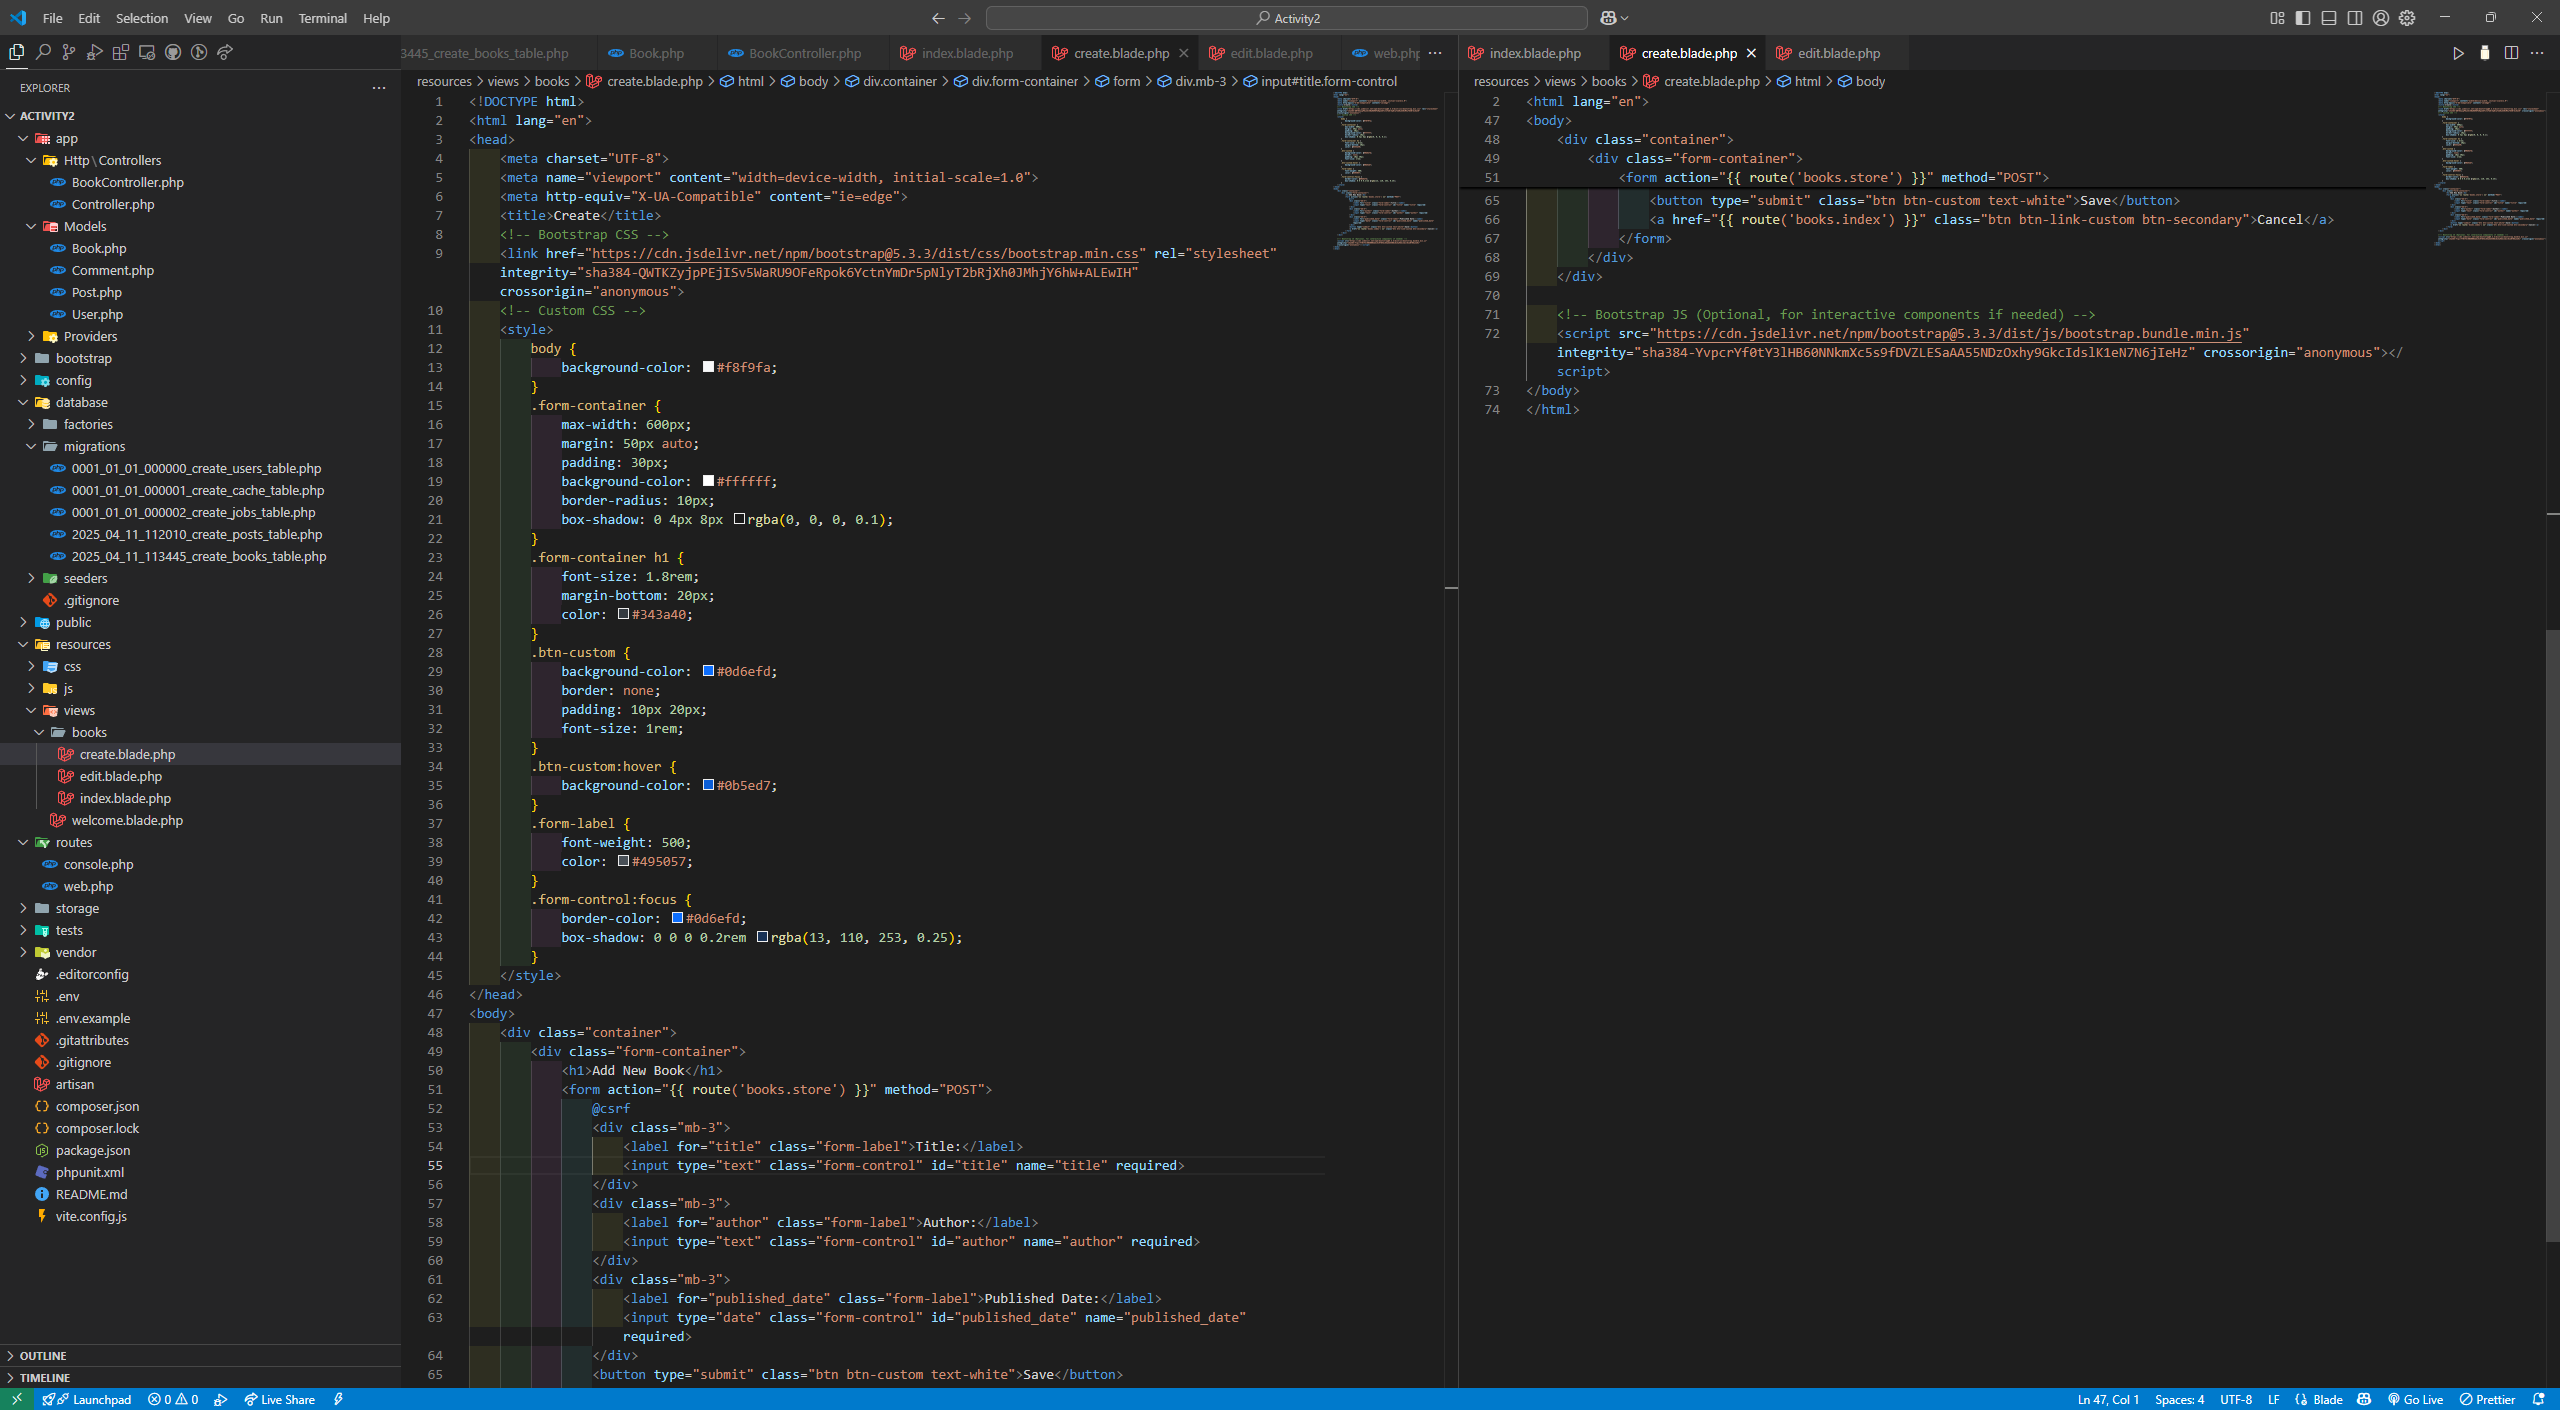 File Edit Selection View Go Run Terminal Help
Activity2
EXPLORER
ACTIVITY2
app
Http\Controllers
BookController.php
Controller.php
Models
Book.php
Comment.php
Post.php
User.php
Providers
bootstrap
config
database
factories
migrations
0001_01_01_000000_create_users_table.php
0001_01_01_000001_create_cache_table.php
0001_01_01_000002_create_jobs_table.php
2025_04_11_112010_create_posts_table.php
2025_04_11_113445_create_books_table.php
seeders
.gitignore
public
resources
css
js
views
books
create.blade.php
edit.blade.php
index.blade.php
welcome.blade.php
routes
console.php
web.php
storage
tests
vendor
.editorconfig
.env
.env.example
.gitattributes
.gitignore
artisan
composer.json
composer.lock
package.json
phpunit.xml
README.md
vite.config.js
OUTLINE
TIMELINE
3445_create_books_table.php Book.php BookController.php index.blade.php create.blade.php edit.blade.php web.php
resources > views > books > create.blade.php > html > body > div.container > div.form-container > form > div.mb-3 > input#title.form-control
1 <!DOCTYPE html>
2 <html lang="en">
3 <head>
4 <meta charset="UTF-8">
5 <meta name="viewport" content="width=device-width, initial-scale=1.0">
6 <meta http-equiv="X-UA-Compatible" content="ie=edge">
7 <title>Create</title>
8 <!-- Bootstrap CSS -->
9 <link href="https://cdn.jsdelivr.net/npm/bootstrap@5.3.3/dist/css/bootstrap.min.css" rel="stylesheet"
integrity="sha384-QWTKZyjpPEjISv5WaRU9OFeRpok6YctnYmDr5pNlyT2bRjXh0JMhjY6hW+ALEwIH"
crossorigin="anonymous">
10 <!-- Custom CSS -->
11 <style>
12 body {
13 background-color: #f8f9fa;
14 }
15 .form-container {
16 max-width: 600px;
17 margin: 50px auto;
18 padding: 30px;
19 background-color: #ffffff;
20 border-radius: 10px;
21 box-shadow: 0 4px 8px rgba(0, 0, 0, 0.1);
22 }
23 .form-container h1 {
24 font-size: 1.8rem;
25 margin-bottom: 20px;
26 color: #343a40;
27 }
28 .btn-custom {
29 background-color: #0d6efd;
30 border: none;
31 padding: 10px 20px;
32 font-size: 1rem;
33 }
34 .btn-custom:hover {
35 background-color: #0b5ed7;
36 }
37 .form-label {
38 font-weight: 500;
39 color: #495057;
40 }
41 .form-control:focus {
42 border-color: #0d6efd;
43 box-shadow: 0 0 0 0.2rem rgba(13, 110, 253, 0.25);
44 }
45 </style>
46 </head>
47 <body>
48 <div class="container">
49 <div class="form-container">
50 <h1>Add New Book</h1>
51 <form action="{{ route('books.store') }}" method="POST">
52 @csrf
53 <div class="mb-3">
54 <label for="title" class="form-label">Title:</label>
55 <input type="text" class="form-control" id="title" name="title" required>
56 </div>
57 <div class="mb-3">
58 <label for="author" class="form-label">Author:</label>
59 <input type="text" class="form-control" id="author" name="author" required>
60 </div>
61 <div class="mb-3">
62 <label for="published_date" class="form-label">Published Date:</label>
63 <input type="date" class="form-control" id="published_date" name="published_date"
required>
64 </div>
65 <button type="submit" class="btn btn-custom text-white">Save</button>
index.blade.php create.blade.php edit.blade.php
resources > views > books > create.blade.php > html > body
2 <html lang="en">
47 <body>
48 <div class="container">
49 <div class="form-container">
51 <form action="{{ route('books.store') }}" method="POST">
65 <button type="submit" class="btn btn-custom text-white">Save</button>
66 <a href="{{ route('books.index') }}" class="btn btn-link-custom btn-secondary">Cancel</a>
67 </form>
68 </div>
69 </div>
70
71 <!-- Bootstrap JS (Optional, for interactive components if needed) -->
72 <script src="https://cdn.jsdelivr.net/npm/bootstrap@5.3.3/dist/js/bootstrap.bundle.min.js"
integrity="sha384-YvpcrYf0tY3lHB60NNkmXc5s9fDVZLESaAA55NDzOxhy9GkcIdslK1eN7N6jIeHz" crossorigin="anonymous"></
script>
73 </body>
74 </html>
Launchpad 0 0 Live Share
Ln 47, Col 1 Spaces: 4 UTF-8 LF Blade Go Live Prettier